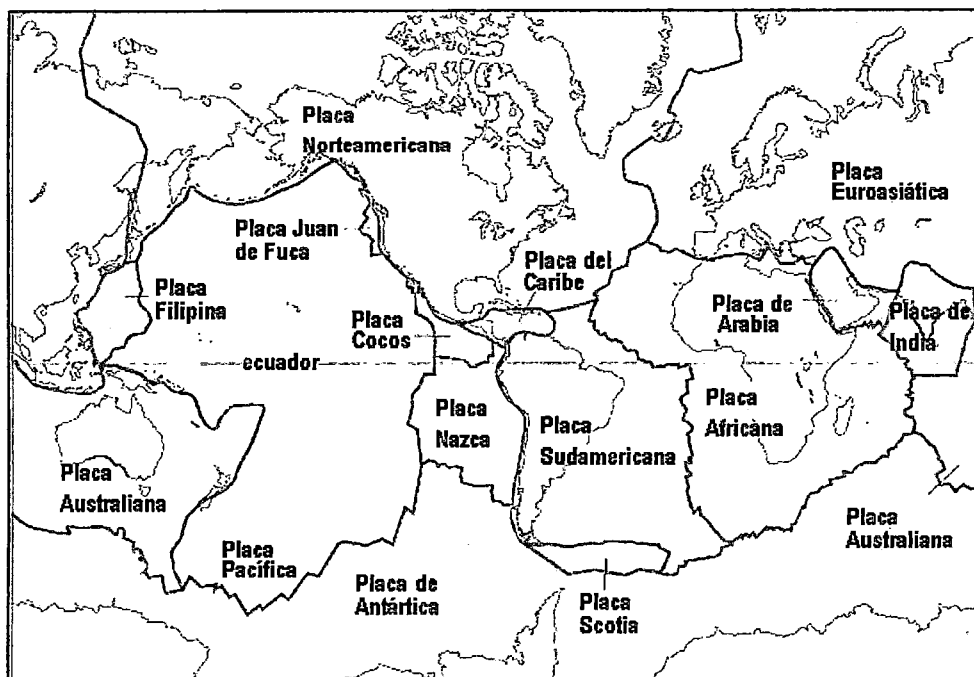 Placa
Norteamericana
Placa
Euroasiática
Placa Juan
de Fuca
Placa del
Caribe
Placa
Filipina
Placa de
Arabia
Placa de
India
Placa
Cocos
ecuador
Placa
Nazca
Placa
Sudamericana
Placa
Africana
Placa
Australiana
Placa
Pacífica
Placa de
Antártica
Placa
Scotia
Placa
Australiana